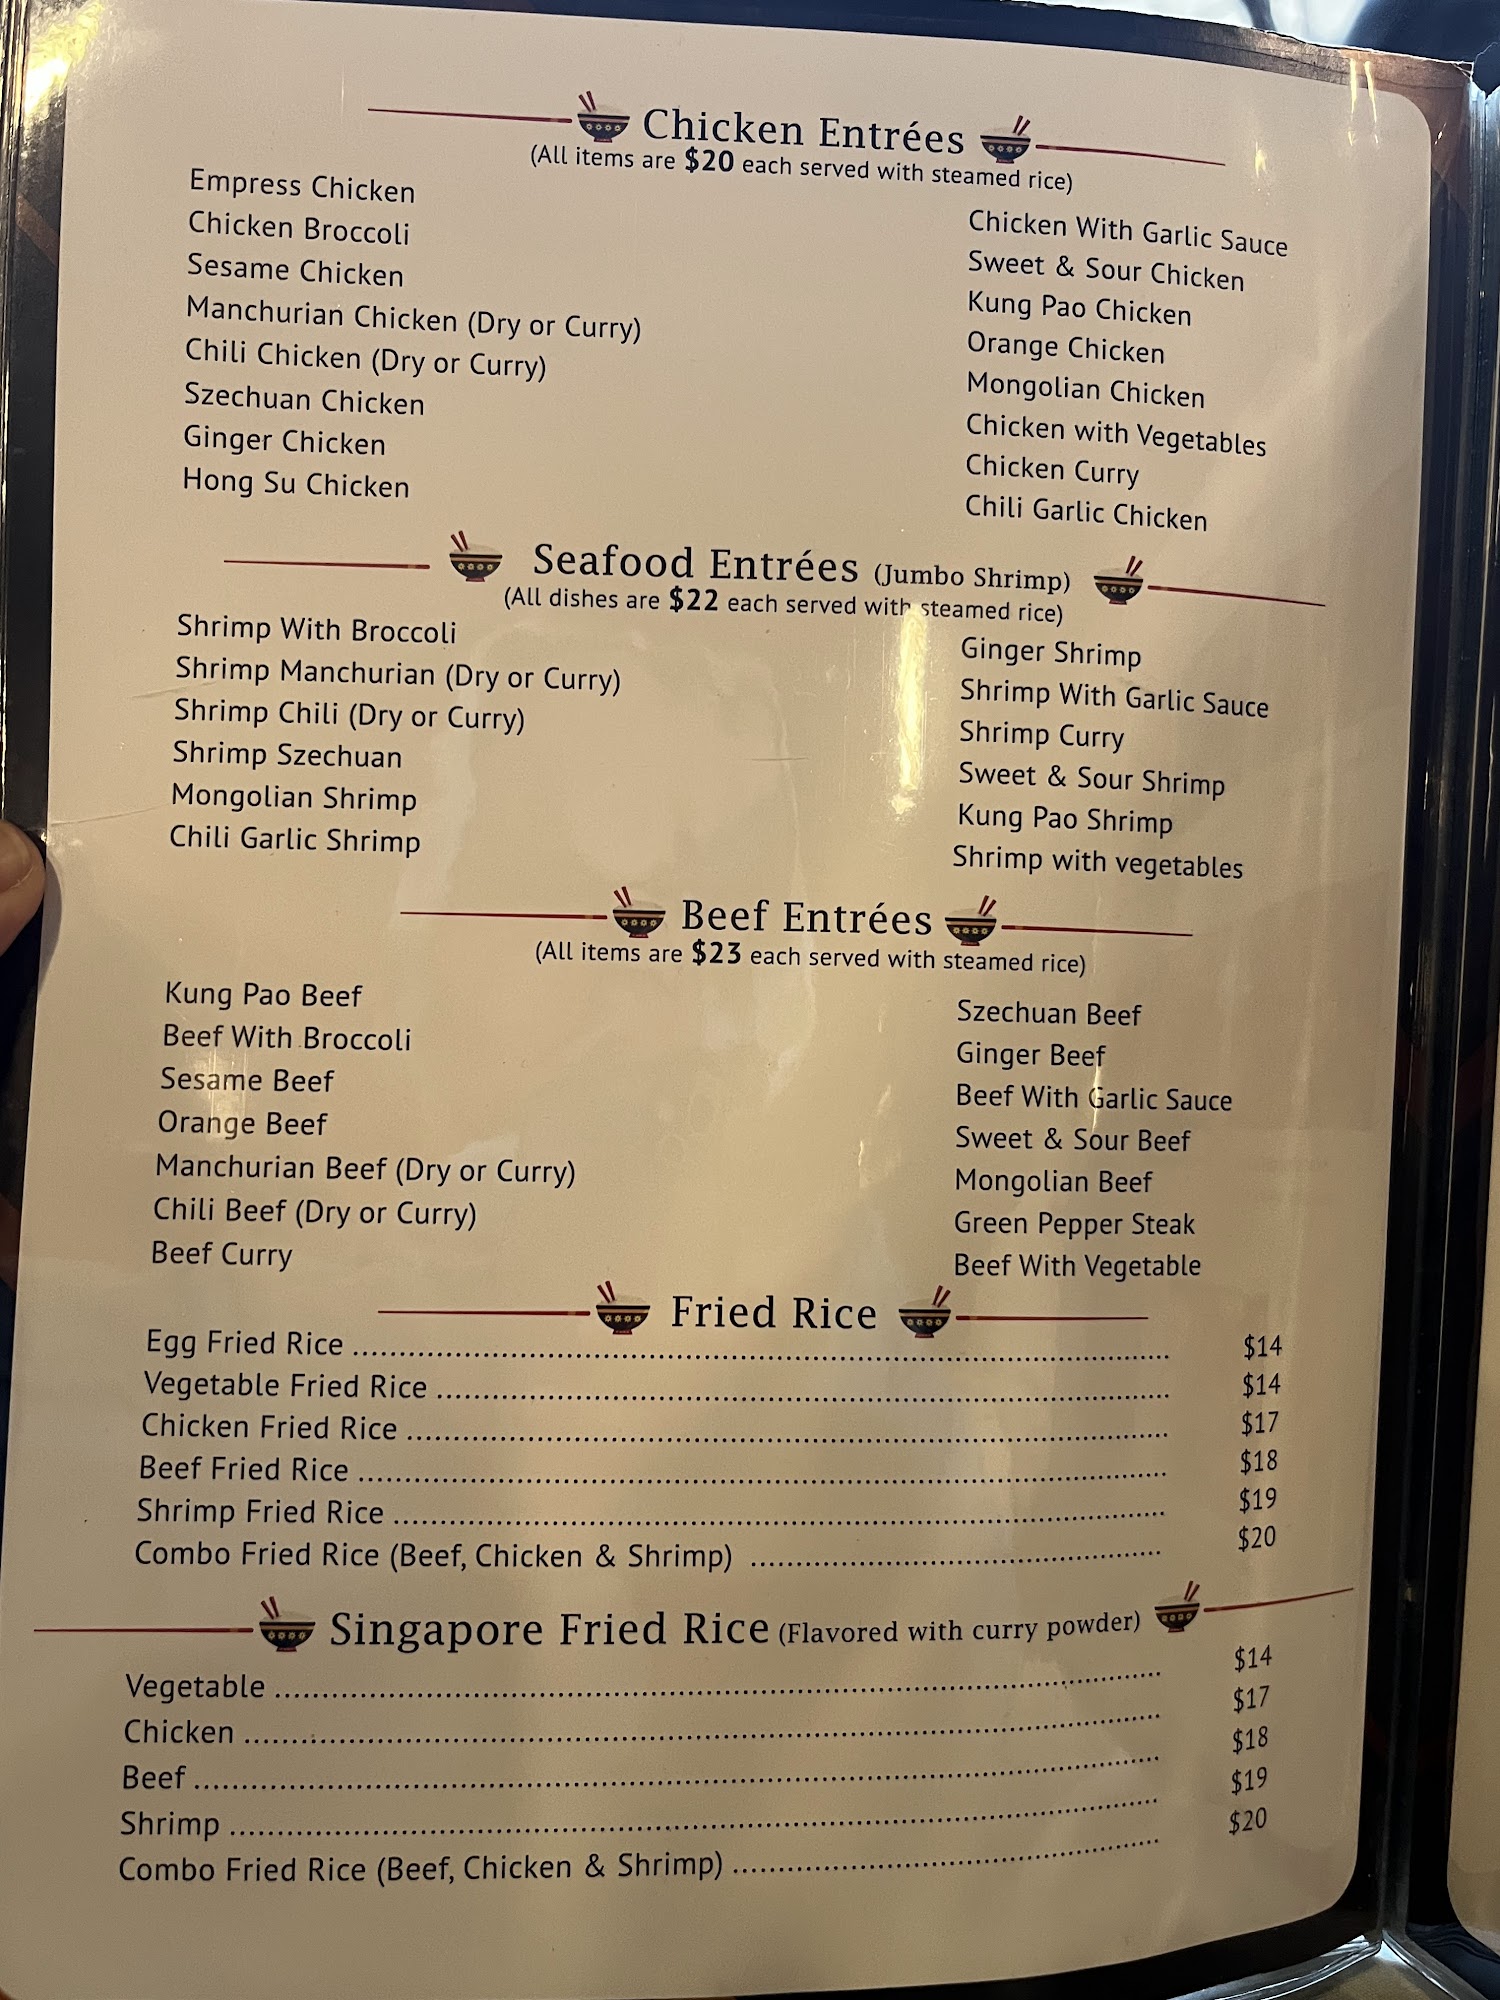 Chicken Entrées
(All items are $20 each served with steamed rice)
Empress Chicken
Chicken Broccoli
Sesame Chicken
Manchurian Chicken (Dry or Curry)
Chili Chicken (Dry or Curry)
Szechuan Chicken
Ginger Chicken
Hong Su Chicken
Chicken With Garlic Sauce
Sweet & Sour Chicken
Kung Pao Chicken
Orange Chicken
Mongolian Chicken
Chicken with Vegetables
Chicken Curry
Chili Garlic Chicken
Seafood Entrées (Jumbo Shrimp)
(All dishes are $22 each served with steamed rice)
Shrimp With Broccoli
Shrimp Manchurian (Dry or Curry)
Shrimp Chili (Dry or Curry)
Shrimp Szechuan
Mongolian Shrimp
Chili Garlic Shrimp
Ginger Shrimp
Shrimp With Garlic Sauce
Shrimp Curry
Sweet & Sour Shrimp
Kung Pao Shrimp
Shrimp with vegetables
Beef Entrées
(All items are $23 each served with steamed rice)
Kung Pao Beef
Beef With Broccoli
Sesame Beef
Orange Beef
Manchurian Beef (Dry or Curry)
Chili Beef (Dry or Curry)
Beef Curry
Szechuan Beef
Ginger Beef
Beef With Garlic Sauce
Sweet & Sour Beef
Mongolian Beef
Green Pepper Steak
Beef With Vegetable
Fried Rice
Egg Fried Rice $14
Vegetable Fried Rice $14
Chicken Fried Rice $17
Beef Fried Rice $18
Shrimp Fried Rice $19
Combo Fried Rice (Beef, Chicken & Shrimp) $20
Singapore Fried Rice (Flavored with curry powder)
Vegetable $14
Chicken $17
Beef $18
Shrimp $19
Combo Fried Rice (Beef, Chicken & Shrimp) $20